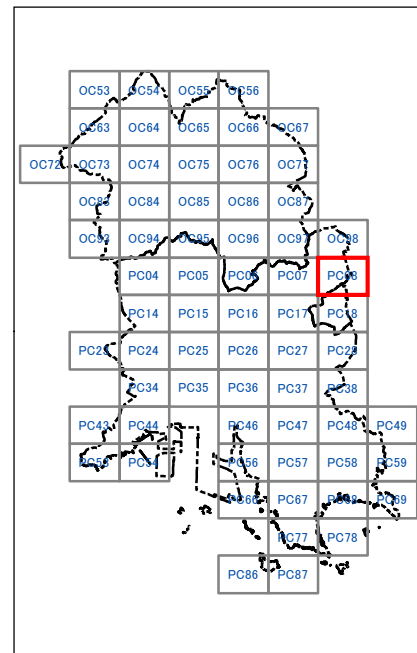 OC53 OC54 OC55 OC56
OC63 OC64 OC65 OC66 OC67
OC72 OC73 OC74 OC75 OC76 OC77
OC83 OC84 OC85 OC86 OC87
OC93 OC94 OC95 OC96 OC97 OC98
PC04 PC05 PC06 PC07 PC08
PC14 PC15 PC16 PC17 PC18
PC23 PC24 PC25 PC26 PC27 PC28
PC34 PC35 PC36 PC37 PC38
PC43 PC44 PC46 PC47 PC48 PC49
PC53 PC54 PC56 PC57 PC58 PC59
PC66 PC67 PC68 PC69
PC77 PC78
PC86 PC87